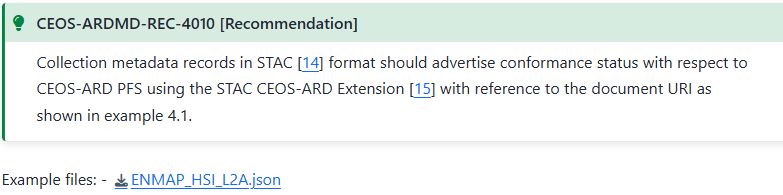 CEOS-ARDMD-REC-4010 [Recommendation]
Collection metadata records in STAC [14] format should advertise conformance status with respect to
CEOS-ARD PFS using the STAC CEOS-ARD Extension [15] with reference to the document URI as
shown in example 4.1.
Example files: - ENMAP_HSI_L2A.json